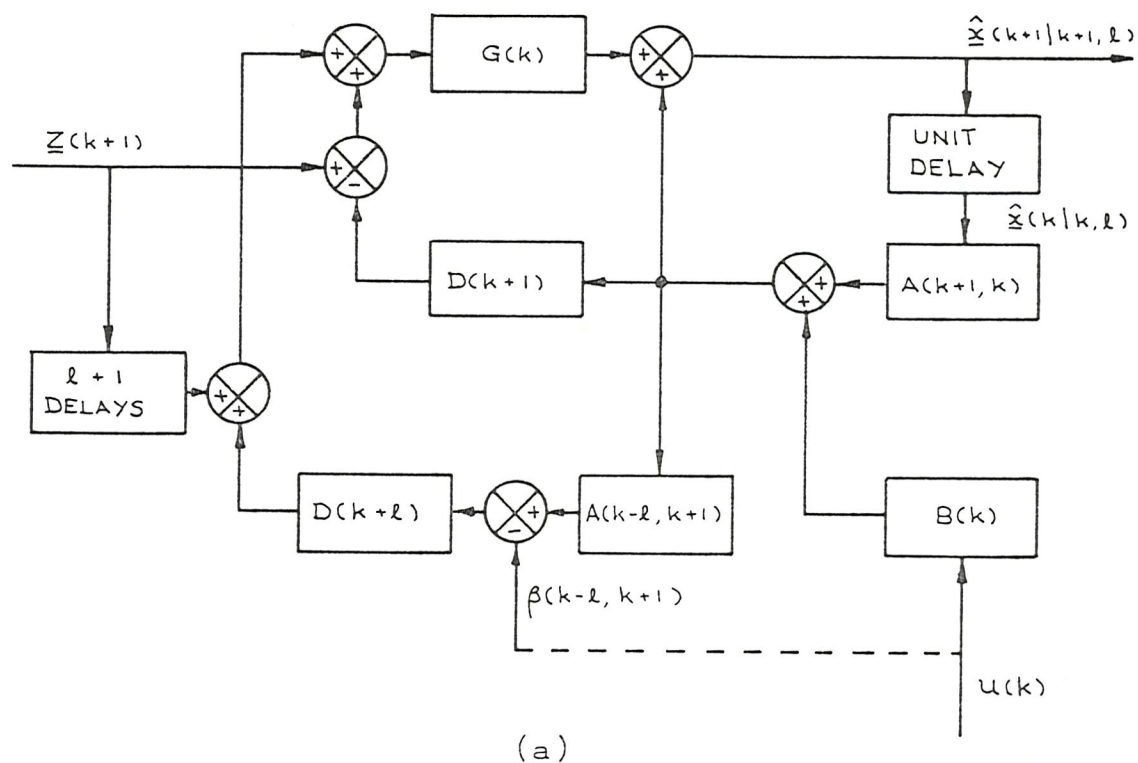 x̲̂(k+1|k+1,ℓ)
G(k)
+
+
+
+
Z̲(k+1)
UNIT
DELAY
+
-
x̲̂(k|k,ℓ)
D(k+1)
+
+
A(k+1,k)
ℓ+1
DELAYS
+
+
D(k+ℓ)
+
-
A(k-ℓ,k+1)
B(k)
β(k-ℓ,k+1)
u(k)
(a)